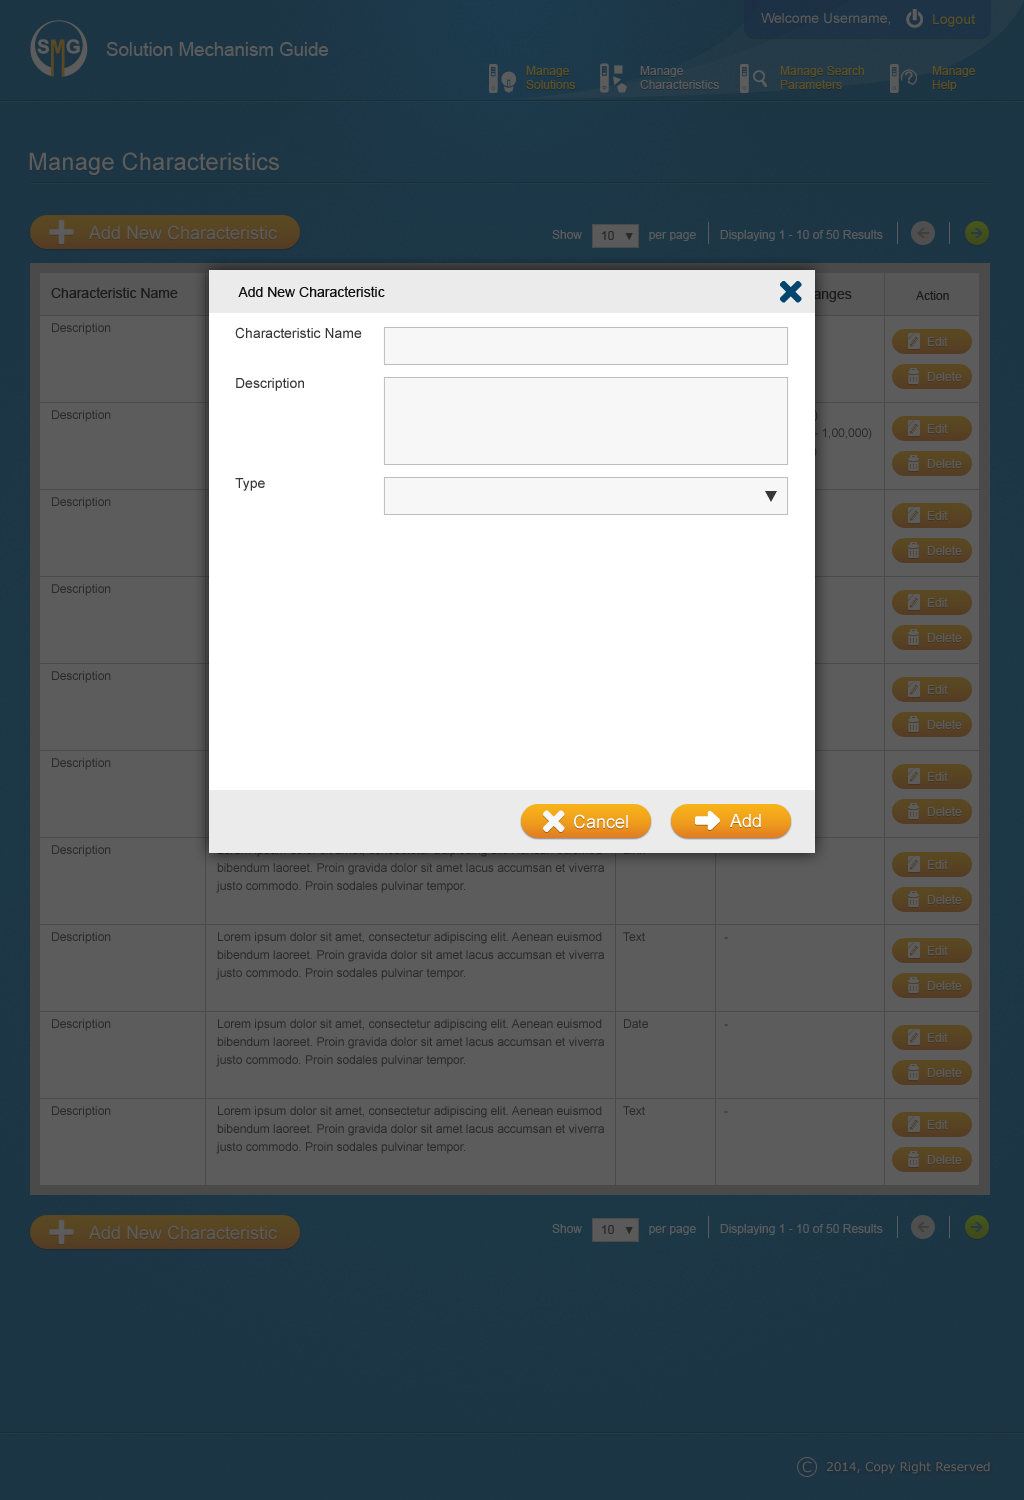 Welcome Username,
Logout
SMG
Solution Mechanism Guide
Manage
Solutions
Manage
Characteristics
Manage Search
Parameters
Manage
Help
Manage Characteristics
Add New Characteristic
Show 10 per page
Displaying 1 - 10 of 50 Results
Characteristic Name
anges
Action
Add New Characteristic
Characteristic Name
Description
Type
Cancel
Add
Description
Edit
Delete
Description
)
- 1,00,000)
Edit
Delete
Description
Edit
Delete
Description
Edit
Delete
Description
Edit
Delete
Description
Edit
Delete
Description
bibendum laoreet. Proin gravida dolor sit amet lacus accumsan et viverra
justo commodo. Proin sodales pulvinar tempor.
Edit
Delete
Description
Lorem ipsum dolor sit amet, consectetur adipiscing elit. Aenean euismod
bibendum laoreet. Proin gravida dolor sit amet lacus accumsan et viverra
justo commodo. Proin sodales pulvinar tempor.
Text
-
Edit
Delete
Description
Lorem ipsum dolor sit amet, consectetur adipiscing elit. Aenean euismod
bibendum laoreet. Proin gravida dolor sit amet lacus accumsan et viverra
justo commodo. Proin sodales pulvinar tempor.
Date
-
Edit
Delete
Description
Lorem ipsum dolor sit amet, consectetur adipiscing elit. Aenean euismod
bibendum laoreet. Proin gravida dolor sit amet lacus accumsan et viverra
justo commodo. Proin sodales pulvinar tempor.
Text
-
Edit
Delete
Add New Characteristic
Show 10 per page
Displaying 1 - 10 of 50 Results
© 2014, Copy Right Reserved